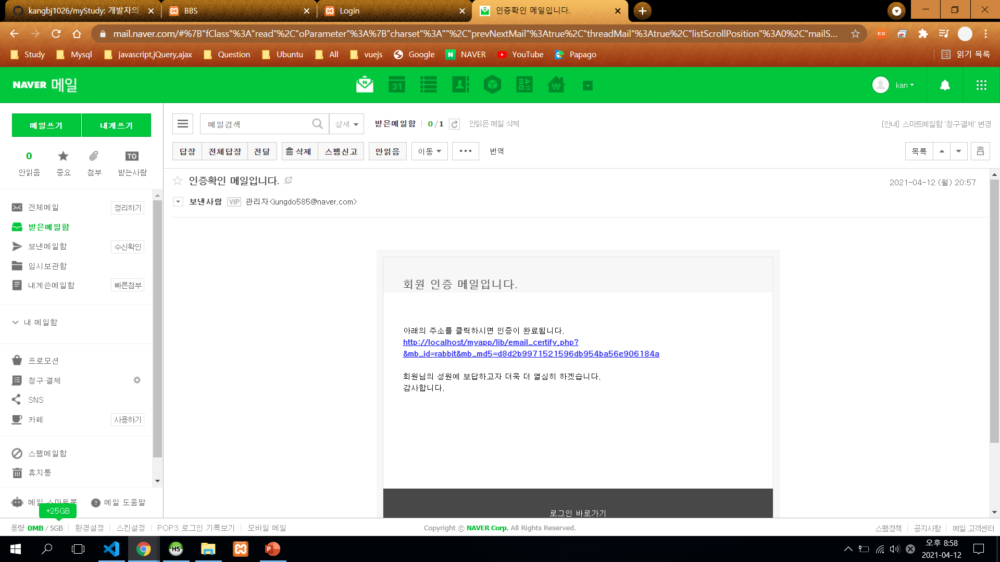 kangbj1026/myStudy: 개발자의
BBS
Login
인증확인 메일입니다.
mail.naver.com/#%7B"fClass"%3A"read"%2C"oParameter"%3A%7B"charset"%3A""%2C"prevNextMail"%3Atrue%2C"threadMail"%3Atrue%2C"listScrollPosition"%3A0%2C"mailS...
EX
Study
Mysql
javascript,jQuery,ajax
Question
Ubuntu
All
vuejs
Google
NAVER
YouTube
Papago
읽기 목록
NAVER 메일
31
kan
메일쓰기
내게쓰기
메일검색
상세
받은메일함 0/1
안읽은 메일 삭제
[안내] 스마트메일함 '청구·결제' 변경
0
TO
안읽음
중요
첨부
받는사람
답장
전체답장
전달
삭제
스팸신고
안읽음
이동
번역
목록
인증확인 메일입니다.
2021-04-12 (월) 20:57
보낸사람 VIP 관리자<jungdo585@naver.com>
전체메일
정리하기
받은메일함
보낸메일함
수신확인
임시보관함
내게쓴메일함
빠른첨부
내 메일함
프로모션
청구·결제
SNS
카페
사용하기
스팸메일함
휴지통
메일 스마트봇
메일 도움말
+25GB
회원 인증 메일입니다.
아래의 주소를 클릭하시면 인증이 완료됩니다.
http://localhost/myapp/lib/email_certify.php?
&mb_id=rabbit&mb_md5=d8d2b9971521596db954ba56e906184a
회원님의 성원에 보답하고자 더욱 더 열심히 하겠습니다.
감사합니다.
로그인 바로가기
용량 0MB / 5GB
환경설정
스킨설정
POP3 로그인 기록보기
모바일 메일
Copyright © NAVER Corp. All Rights Reserved.
스팸정책
공지사항
메일 고객센터
HS
오후 8:58
2021-04-12